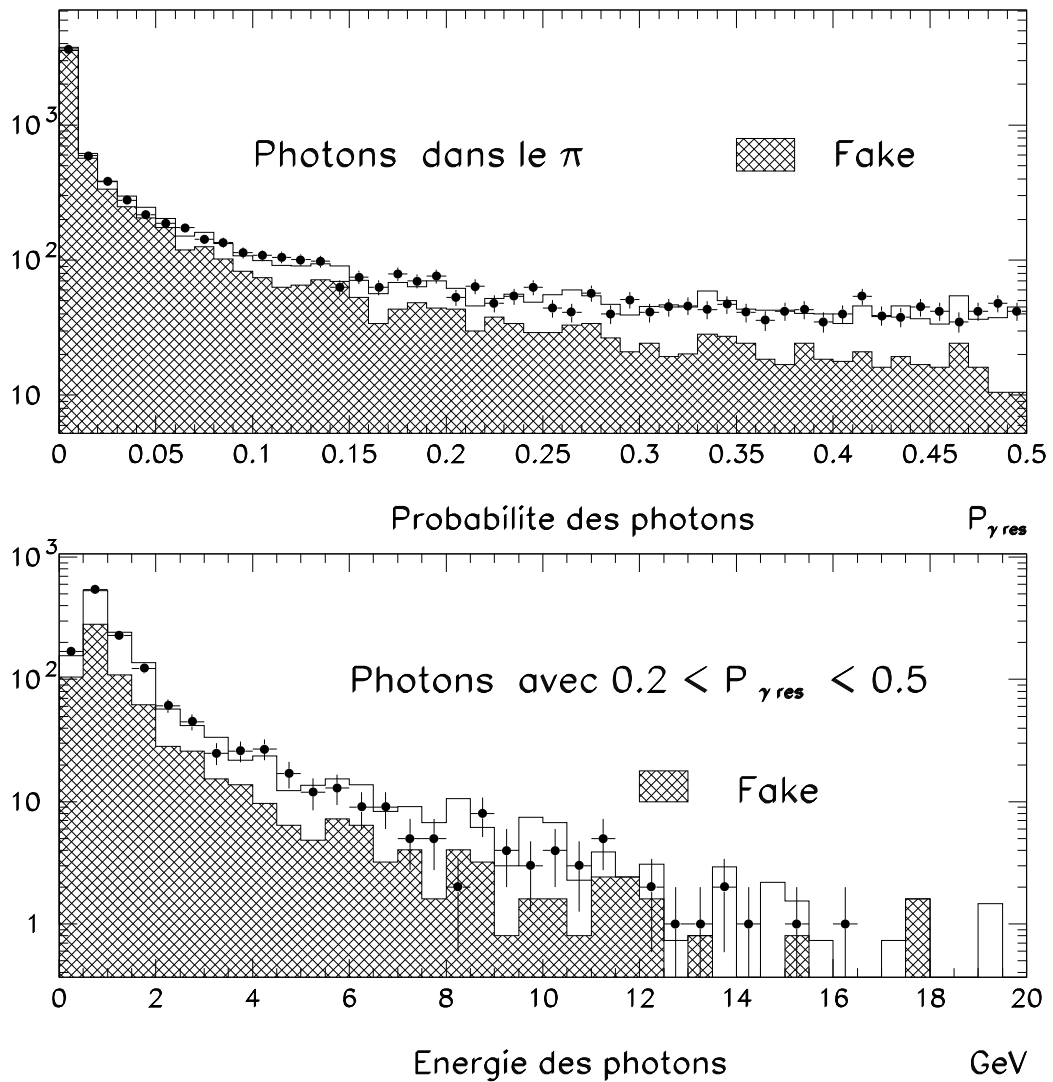 10³
Photons dans le π
Fake
10²
10
0 0.05 0.1 0.15 0.2 0.25 0.3 0.35 0.4 0.45 0.5
Probabilite des photons
P γ res
10³
10²
Photons avec 0.2 < P γ res < 0.5
10
Fake
1
0 2 4 6 8 10 12 14 16 18 20
Energie des photons
GeV